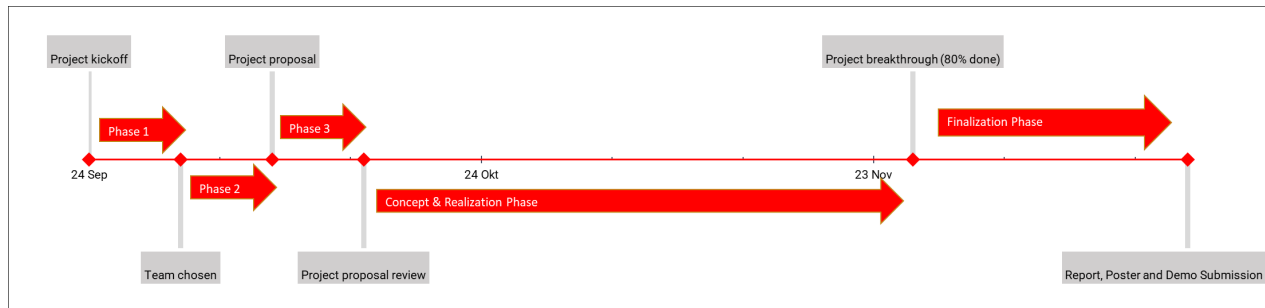 Project kickoff
Project proposal
Project breakthrough (80% done)
Phase 1
Phase 3
Finalization Phase
24 Sep
24 Okt
23 Nov
Phase 2
Concept & Realization Phase
Team chosen
Project proposal review
Report, Poster and Demo Submission